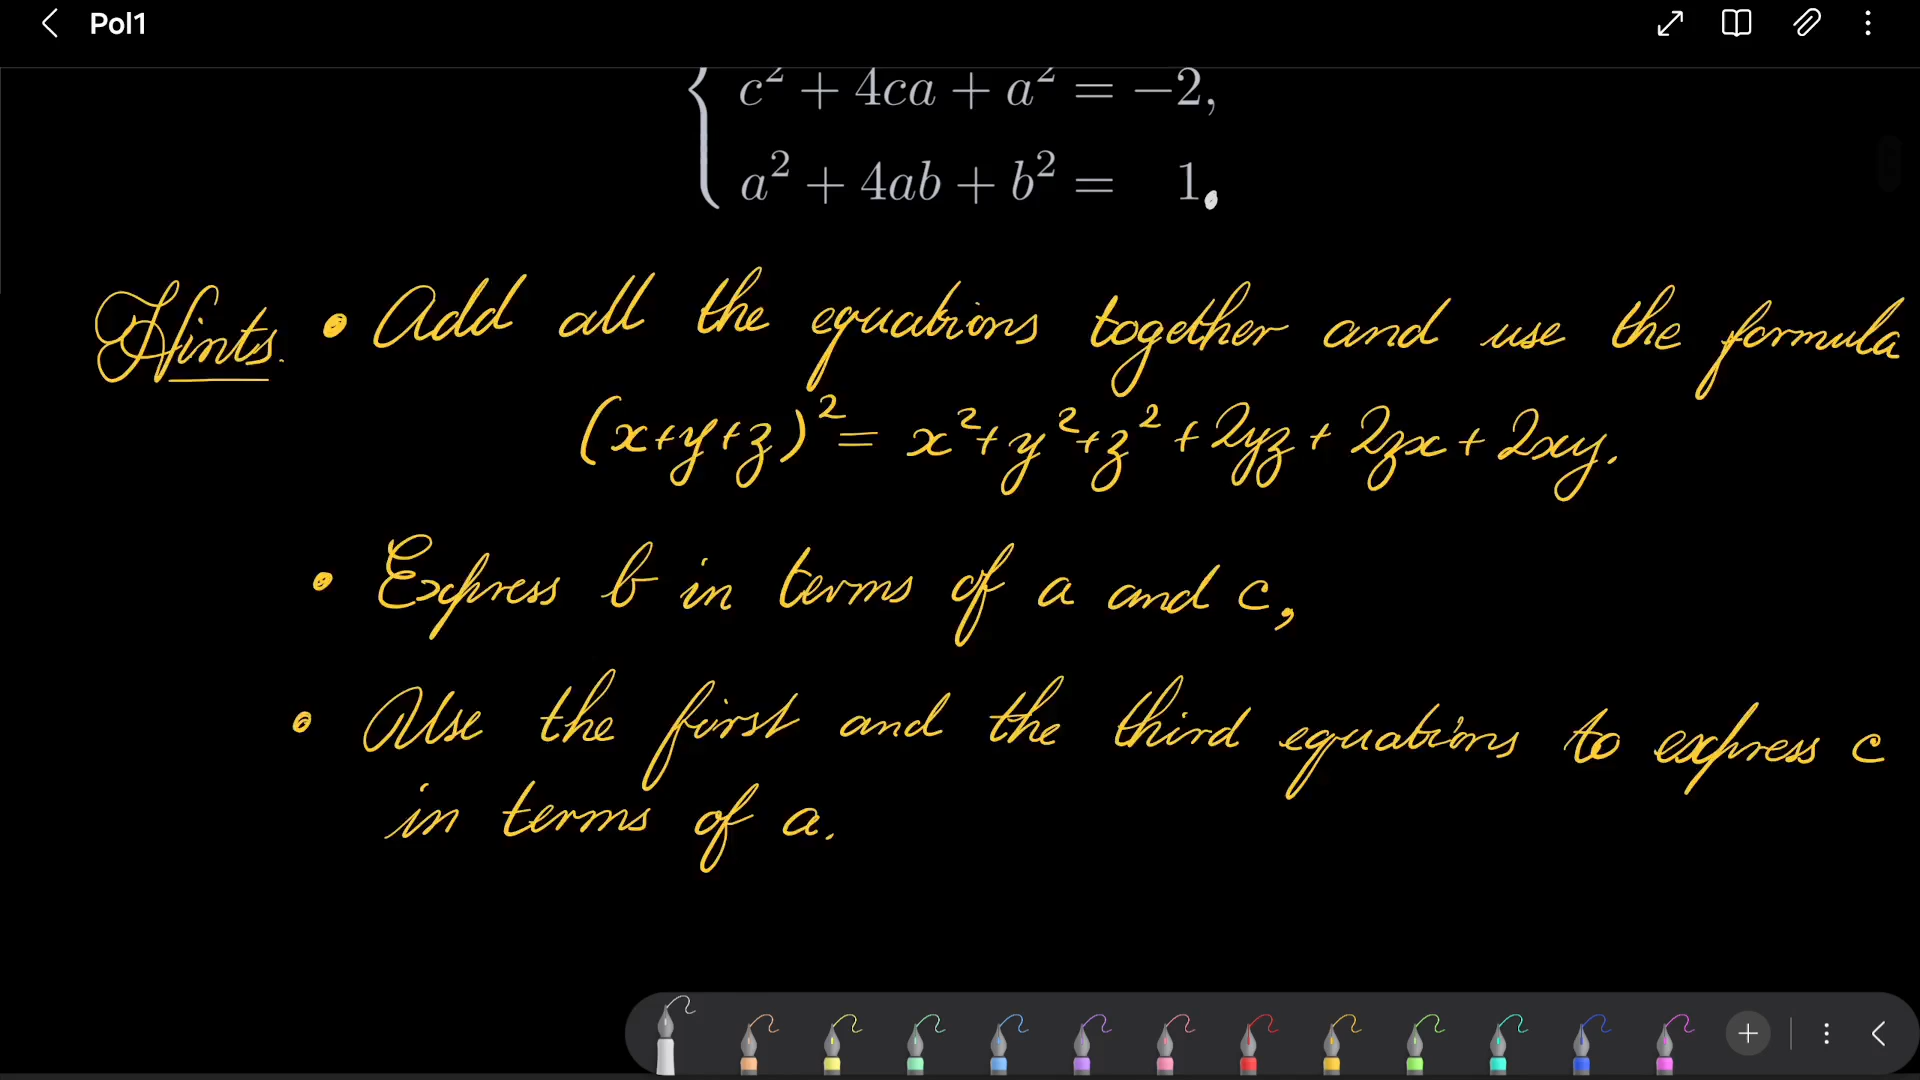 Pol1
c² + 4ca + a² = −2,
a² + 4ab + b² = 1.
Hints. • Add all the equations together and use the formula
(x+y+z)² = x²+y²+z²+2yz+2zx+2xy.
• Express b in terms of a and c,
• Use the first and the third equations to express c
in terms of a.